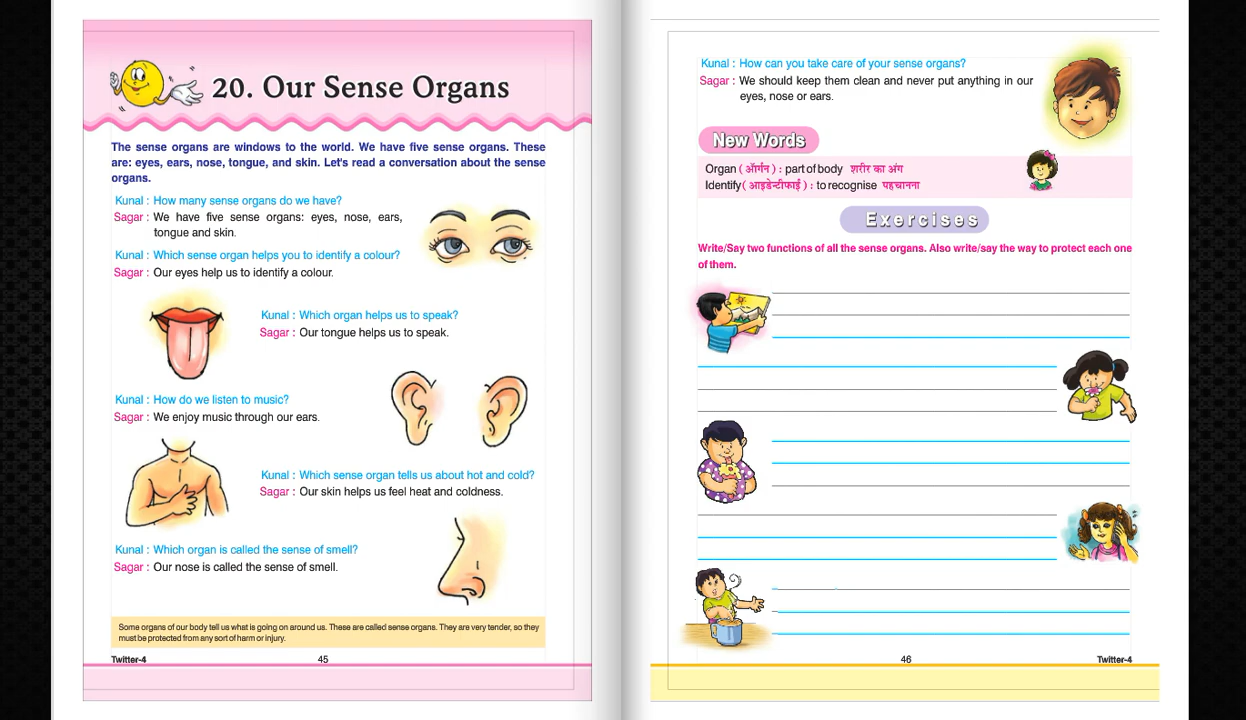 20. Our Sense Organs
The sense organs are windows to the world. We have five sense organs. These
are: eyes, ears, nose, tongue, and skin. Let's read a conversation about the sense
organs.
Kunal : How many sense organs do we have?
Sagar : We have five sense organs: eyes, nose, ears,
tongue and skin.
Kunal : Which sense organ helps you to identify a colour?
Sagar : Our eyes help us to identify a colour.
Kunal : Which organ helps us to speak?
Sagar : Our tongue helps us to speak.
Kunal : How do we listen to music?
Sagar : We enjoy music through our ears.
Kunal : Which sense organ tells us about hot and cold?
Sagar : Our skin helps us feel heat and coldness.
Kunal : Which organ is called the sense of smell?
Sagar : Our nose is called the sense of smell.
Some organs of our body tell us what is going on around us. These are called sense organs. They are very tender, so they
must be protected from any sort of harm or injury.
Twitter-4 45
Kunal : How can you take care of your sense organs?
Sagar : We should keep them clean and never put anything in our
eyes, nose or ears.
New Words
Organ ( ऑर्गन ) : part of body शरीर का अंग
Identify ( आइडेन्टीफाई ) : to recognise पहचानना
Exercises
Write/Say two functions of all the sense organs. Also write/say the way to protect each one
of them.
46 Twitter-4